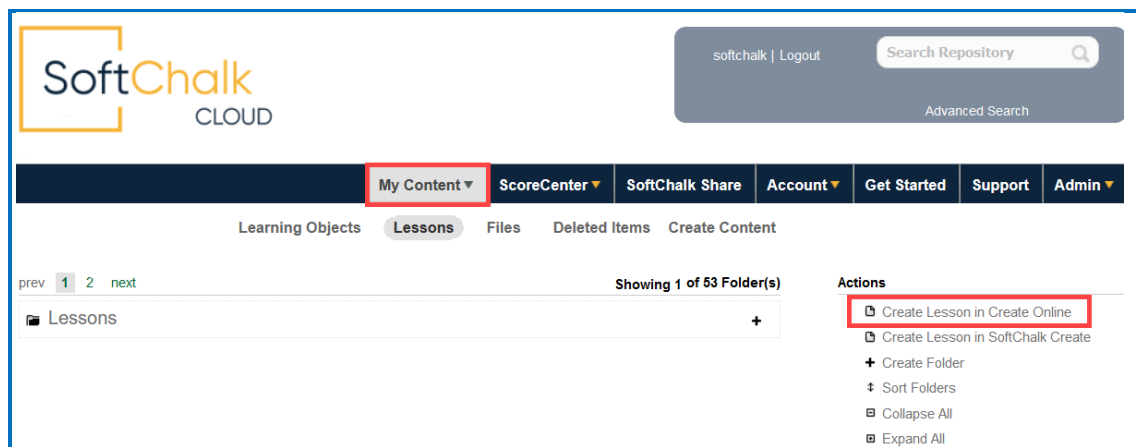 SoftChalk
CLOUD
softchalk | Logout
Search Repository
Advanced Search
My Content ScoreCenter SoftChalk Share Account Get Started Support Admin
Learning Objects Lessons Files Deleted Items Create Content
prev 1 2 next
Showing 1 of 53 Folder(s)
Lessons
Actions
Create Lesson in Create Online
Create Lesson in SoftChalk Create
Create Folder
Sort Folders
Collapse All
Expand All